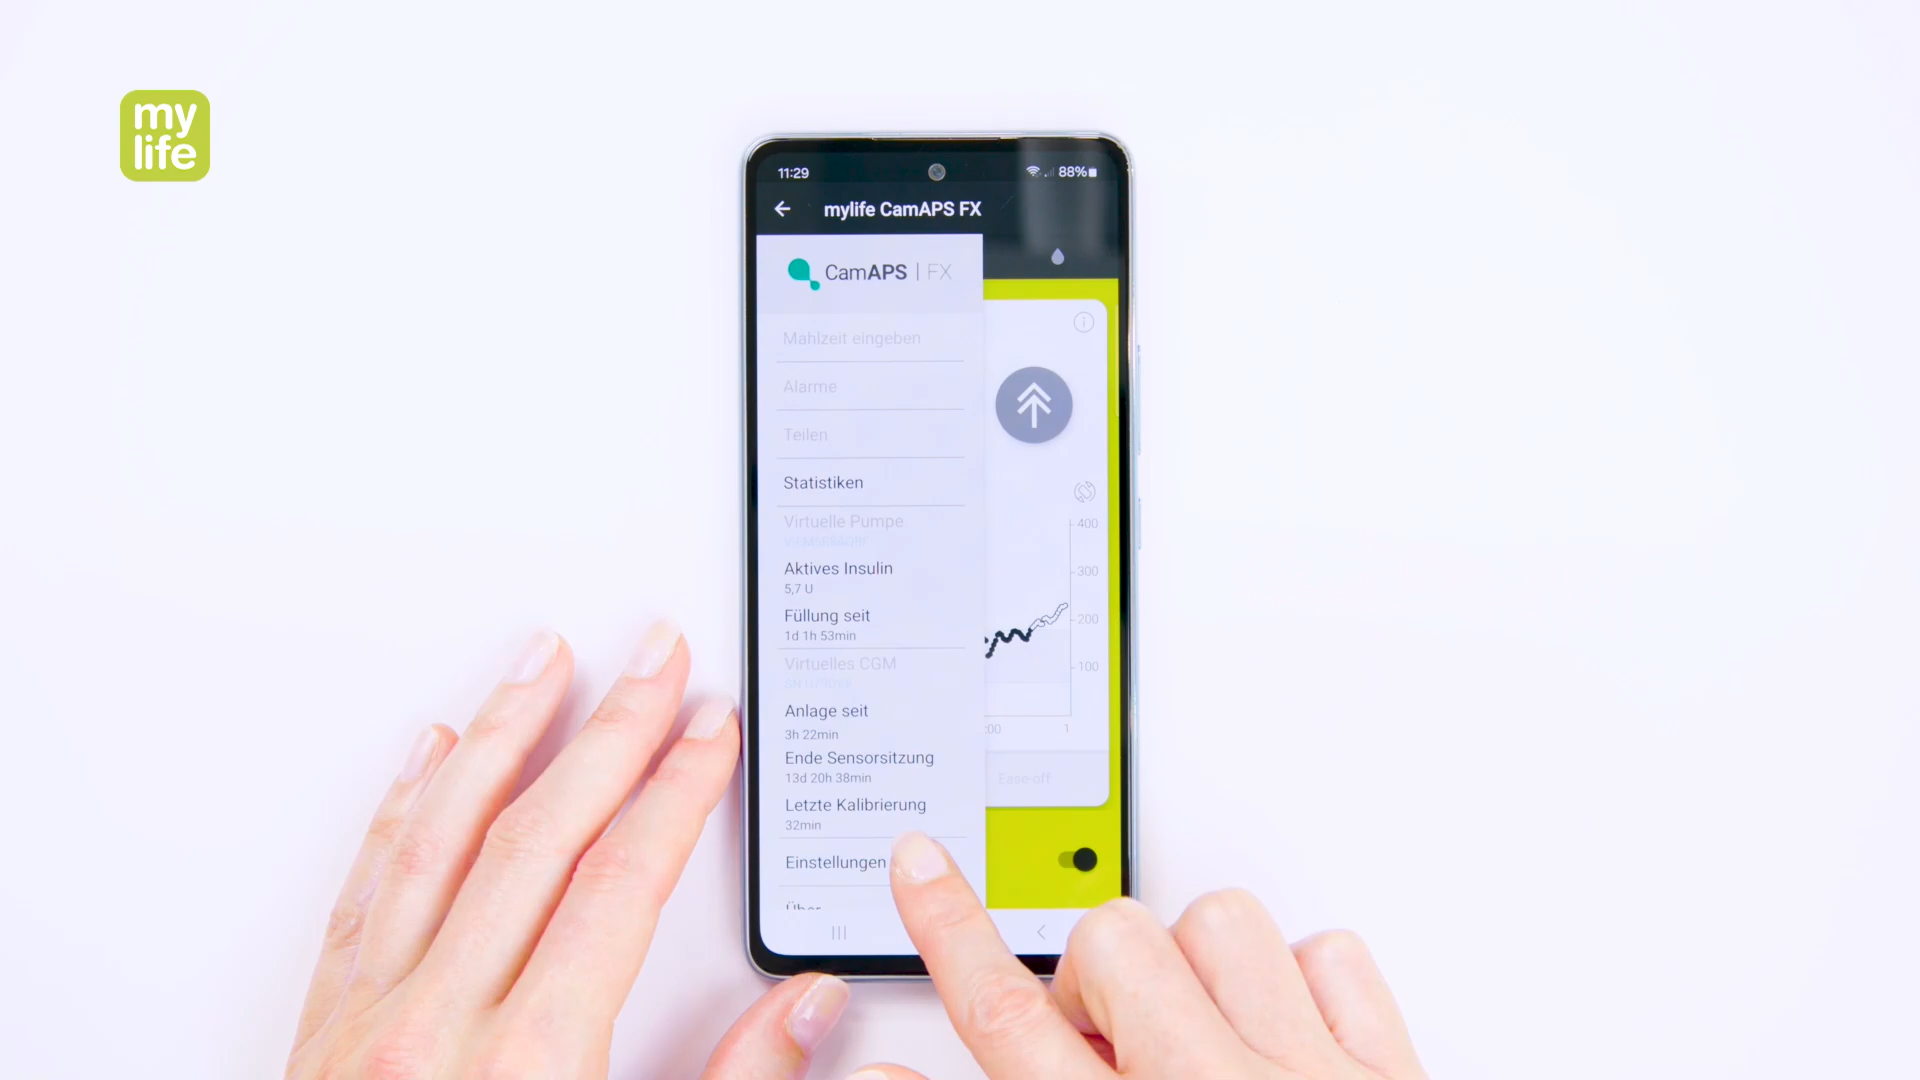 my
life
11:29
88%
mylife CamAPS FX
CamAPS | FX
Mahlzeit eingeben
Alarme
Teilen
Statistiken
Virtuelle Pumpe
Aktives Insulin
5,7 U
Füllung seit
1d 1h 53min
Virtuelles CGM
Anlage seit
3h 22min
Ende Sensorsitzung
13d 20h 38min
Letzte Kalibrierung
32min
Einstellungen
Über
400
300
200
100
:00
1
Ease-off